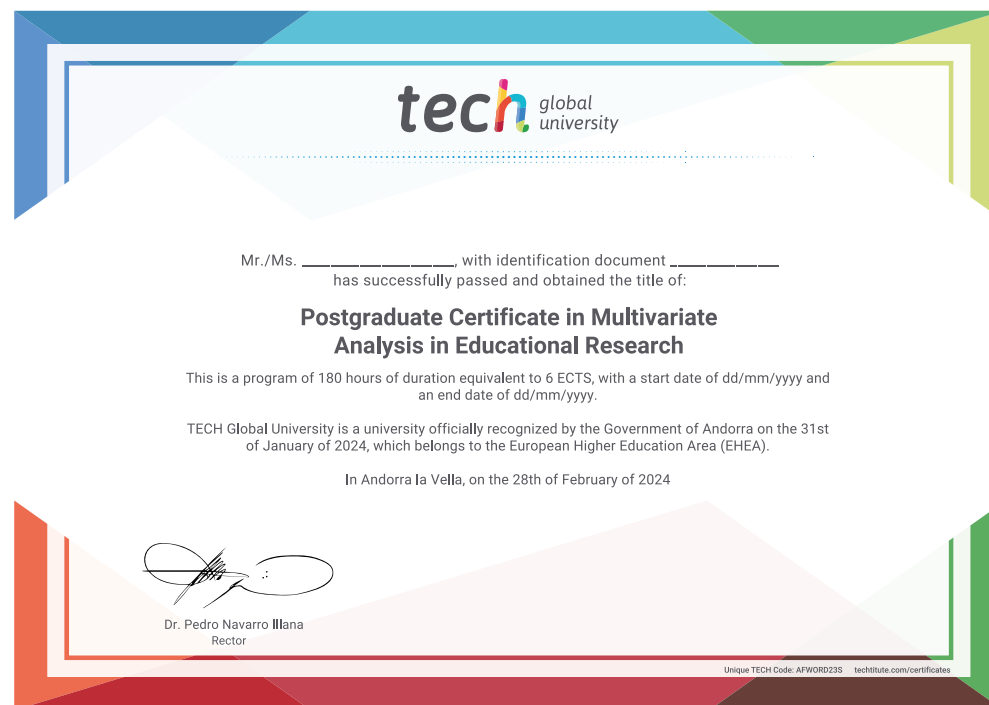 tech global
university
Mr./Ms. ________________, with identification document ____________
has successfully passed and obtained the title of:
Postgraduate Certificate in Multivariate
Analysis in Educational Research
This is a program of 180 hours of duration equivalent to 6 ECTS, with a start date of dd/mm/yyyy and
an end date of dd/mm/yyyy.
TECH Global University is a university officially recognized by the Government of Andorra on the 31st
of January of 2024, which belongs to the European Higher Education Area (EHEA).
In Andorra la Vella, on the 28th of February of 2024
Dr. Pedro Navarro Illana
Rector
Unique TECH Code: AFWORD23S techtitute.com/certificates